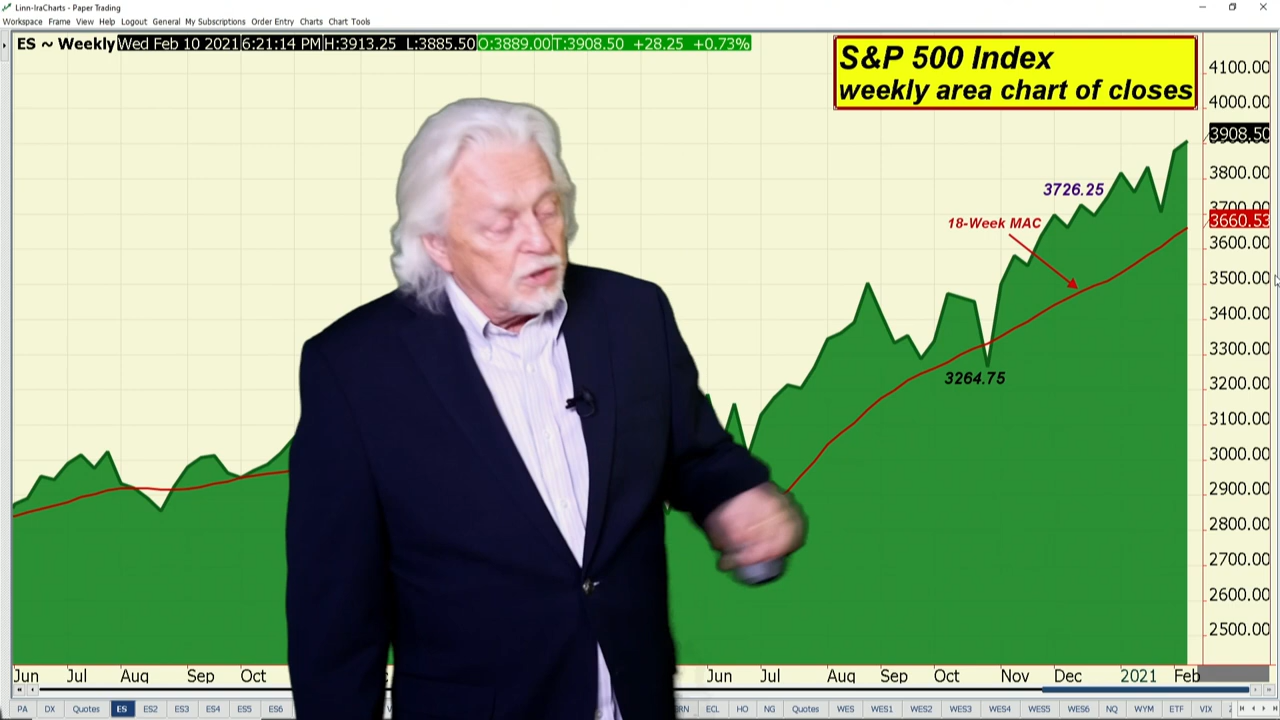 Linn-IraCharts - Paper Trading
Workspace Frame View Help Logout General My Subscriptions Order Entry Charts Chart Tools
ES ~ Weekly Wed Feb 10 2021 6:21:14 PM H:3913.25 L:3885.50 O:3889.00 T:3908.50 +28.25 +0.73%
S&P 500 Index
weekly area chart of closes
4100.00
4000.00
3908.50
3800.00
3726.25
3700.00
18-Week MAC
3660.53
3600.00
3500.00
3400.00
3300.00
3264.75
3200.00
3100.00
3000.00
2900.00
2800.00
2700.00
2600.00
2500.00
Jun Jul Aug Sep Oct Jun Jul Aug Sep Oct Nov Dec 2021 Feb
PA DX Quotes ES ES2 ES3 ES4 ES5 ES6 ECL HO NG Quotes WES WES1 WES2 WES3 WES4 WES5 WES6 NQ WYM ETF VIX